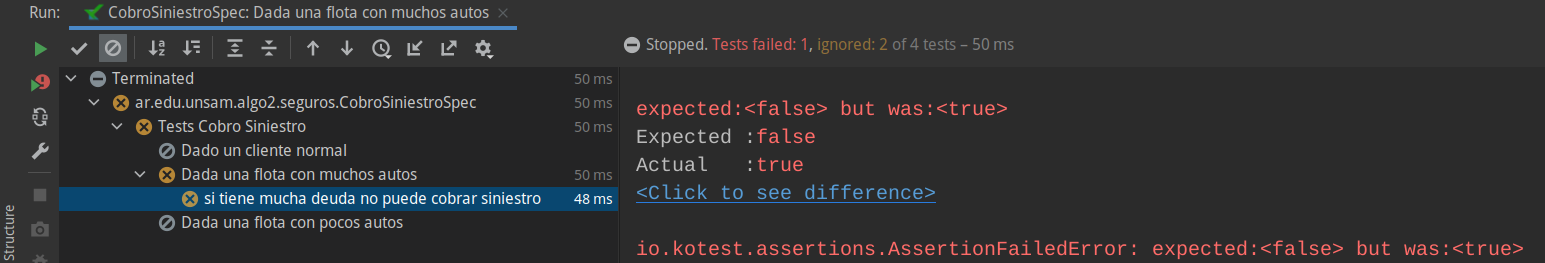 Run: CobroSiniestroSpec: Dada una flota con muchos autos ×
Stopped. Tests failed: 1, ignored: 2 of 4 tests – 50 ms
Terminated 50 ms
ar.edu.unsam.algo2.seguros.CobroSiniestroSpec 50 ms
Tests Cobro Siniestro 50 ms
Dado un cliente normal
Dada una flota con muchos autos 50 ms
si tiene mucha deuda no puede cobrar siniestro 48 ms
Dada una flota con pocos autos
expected:<false> but was:<true>
Expected :false
Actual :true
<Click to see difference>
io.kotest.assertions.AssertionFailedError: expected:<false> but was:<true>
Structure